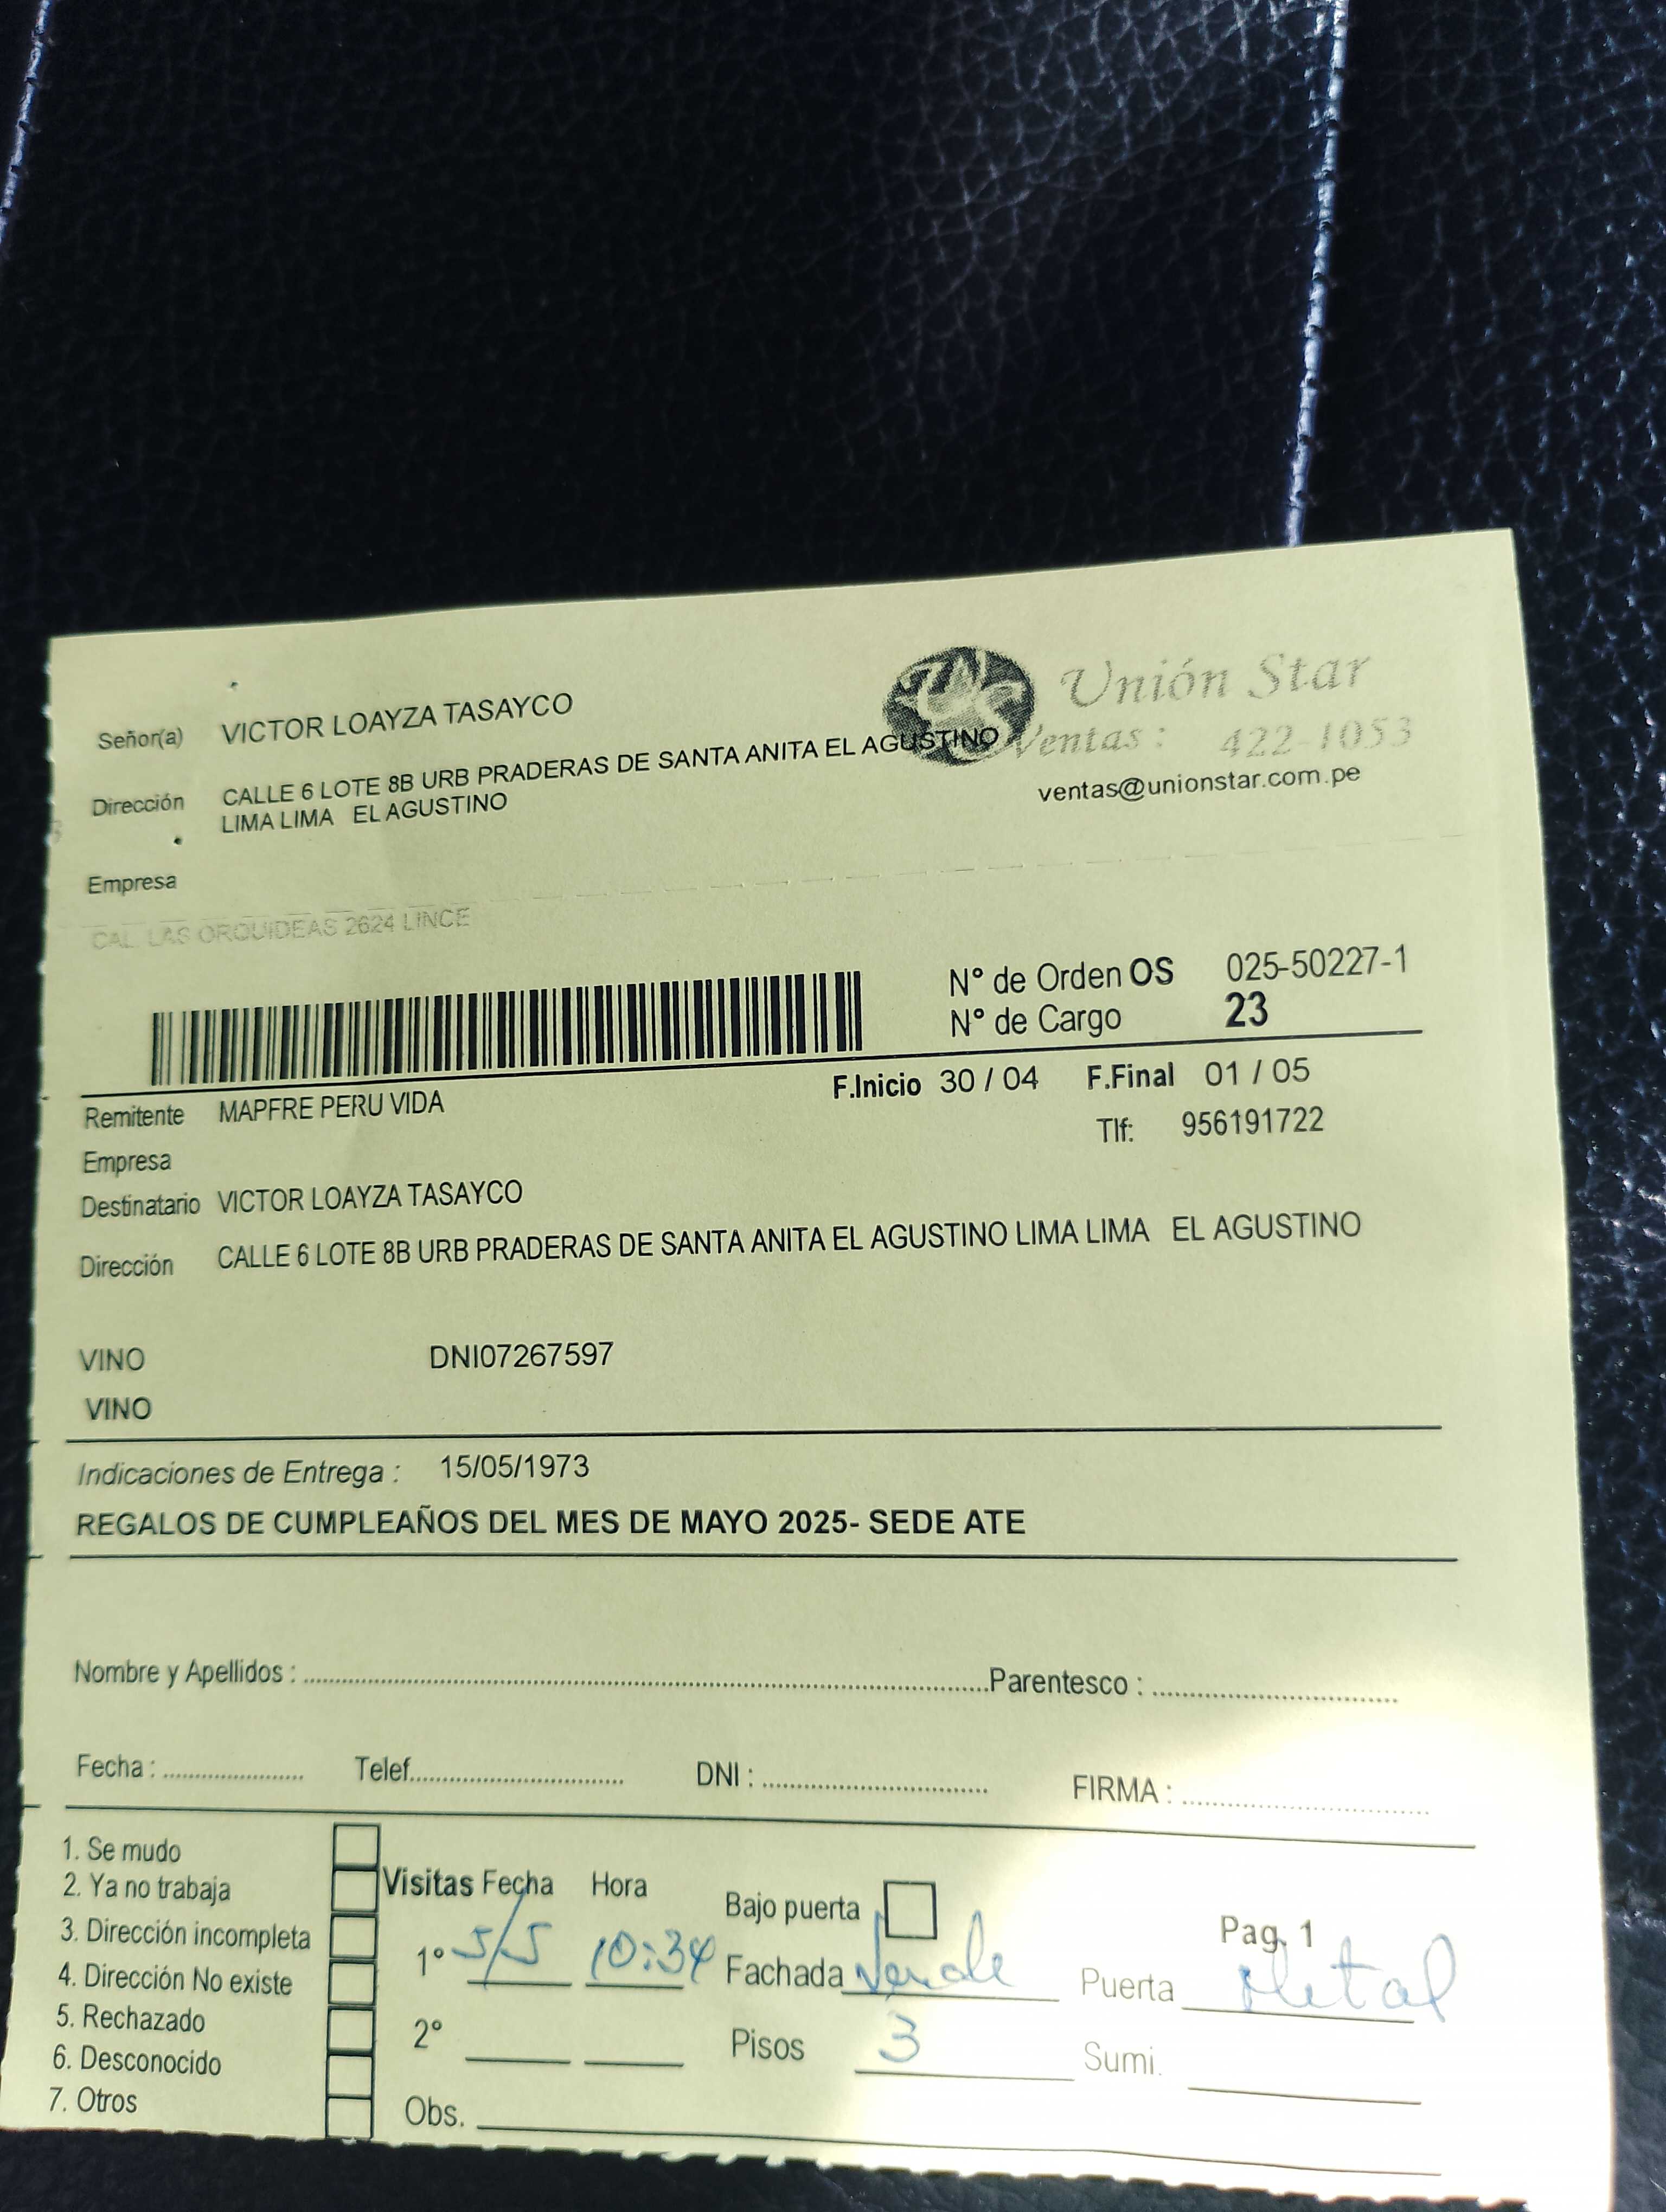 Unión Star
Señor(a) VICTOR LOAYZA TASAYCO
Ventas: 422-1053
Dirección CALLE 6 LOTE 8B URB PRADERAS DE SANTA ANITA EL AGUSTINO
LIMA LIMA EL AGUSTINO
ventas@unionstar.com.pe
Empresa
CAL. LAS ORQUIDEAS 2624 LINCE
N° de Orden OS 025-50227-1
N° de Cargo 23
F.Inicio 30 / 04 F.Final 01 / 05
Remitente MAPFRE PERU VIDA
Tlf: 956191722
Empresa
Destinatario VICTOR LOAYZA TASAYCO
Dirección CALLE 6 LOTE 8B URB PRADERAS DE SANTA ANITA EL AGUSTINO LIMA LIMA EL AGUSTINO
VINO DNI07267597
VINO
Indicaciones de Entrega : 15/05/1973
REGALOS DE CUMPLEAÑOS DEL MES DE MAYO 2025- SEDE ATE
Nombre y Apellidos : Parentesco :
Fecha : Telef. DNI : FIRMA :
1. Se mudo
2. Ya no trabaja
3. Dirección incompleta
4. Dirección No existe
5. Rechazado
6. Desconocido
7. Otros
Visitas Fecha Hora
1° 5/5 10:34
2°
Obs.
Bajo puerta
Fachada Verde
Pisos 3
Pag. 1
Puerta Metal
Sumi.